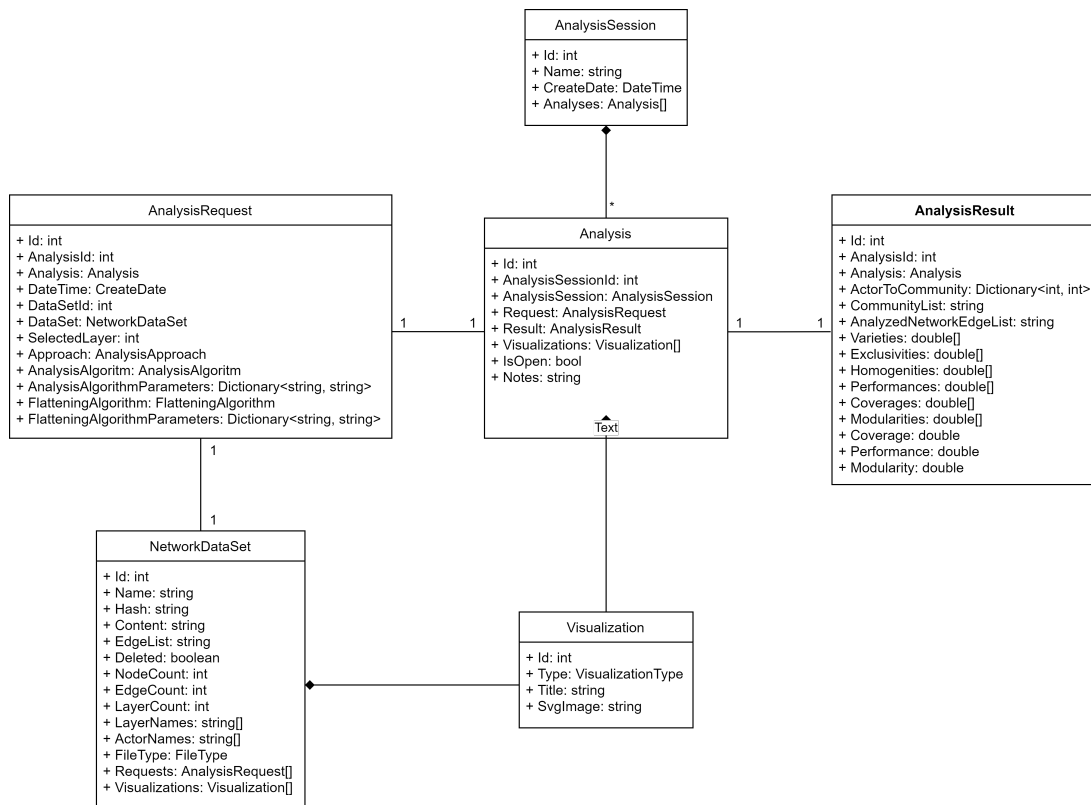 AnalysisSession
+ Id: int
+ Name: string
+ CreateDate: DateTime
+ Analyses: Analysis[]
*
AnalysisRequest
+ Id: int
+ AnalysisId: int
+ Analysis: Analysis
+ DateTime: CreateDate
+ DataSetId: int
+ DataSet: NetworkDataSet
+ SelectedLayer: int
+ Approach: AnalysisApproach
+ AnalysisAlgoritm: AnalysisAlgoritm
+ AnalysisAlgorithmParameters: Dictionary<string, string>
+ FlatteningAlgorithm: FlatteningAlgorithm
+ FlatteningAlgorithmParameters: Dictionary<string, string>
1
1
Analysis
+ Id: int
+ AnalysisSessionId: int
+ AnalysisSession: AnalysisSession
+ Request: AnalysisRequest
+ Result: AnalysisResult
+ Visualizations: Visualization[]
+ IsOpen: bool
+ Notes: string
Text
1
1
AnalysisResult
+ Id: int
+ AnalysisId: int
+ Analysis: Analysis
+ ActorToCommunity: Dictionary<int, int>
+ CommunityList: string
+ AnalyzedNetworkEdgeList: string
+ Varieties: double[]
+ Exclusivities: double[]
+ Homogenities: double[]
+ Performances: double[]
+ Coverages: double[]
+ Modularities: double[]
+ Coverage: double
+ Performance: double
+ Modularity: double
1
1
NetworkDataSet
+ Id: int
+ Name: string
+ Hash: string
+ Content: string
+ EdgeList: string
+ Deleted: boolean
+ NodeCount: int
+ EdgeCount: int
+ LayerCount: int
+ LayerNames: string[]
+ ActorNames: string[]
+ FileType: FileType
+ Requests: AnalysisRequest[]
+ Visualizations: Visualization[]
Visualization
+ Id: int
+ Type: VisualizationType
+ Title: string
+ SvgImage: string